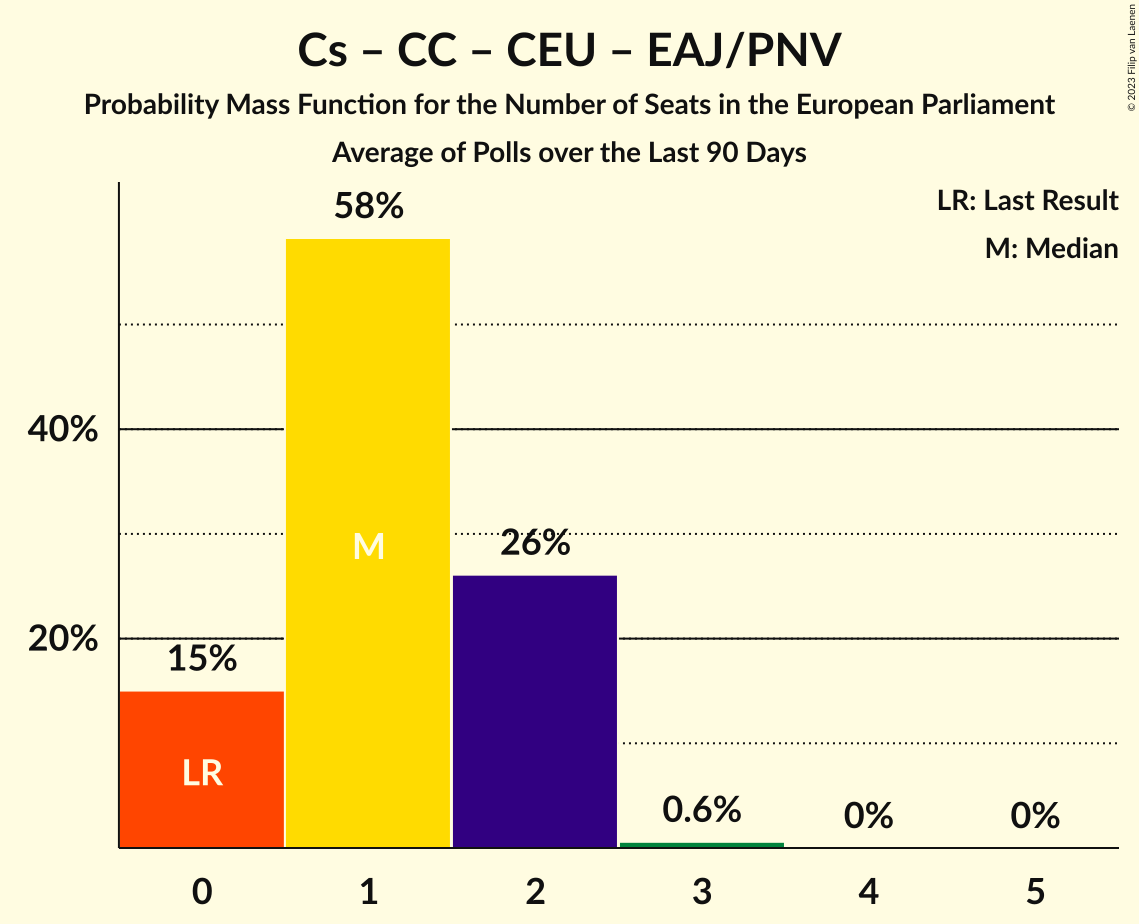 Cs – CC – CEU – EAJ/PNV
Probability Mass Function for the Number of Seats in the European Parliament
Average of Polls over the Last 90 Days
© 2023 Filip van Laenen
LR: Last Result
M: Median
58%
40%
M
26%
20%
15%
LR
0.6%
0%
0%
0
1
2
3
4
5